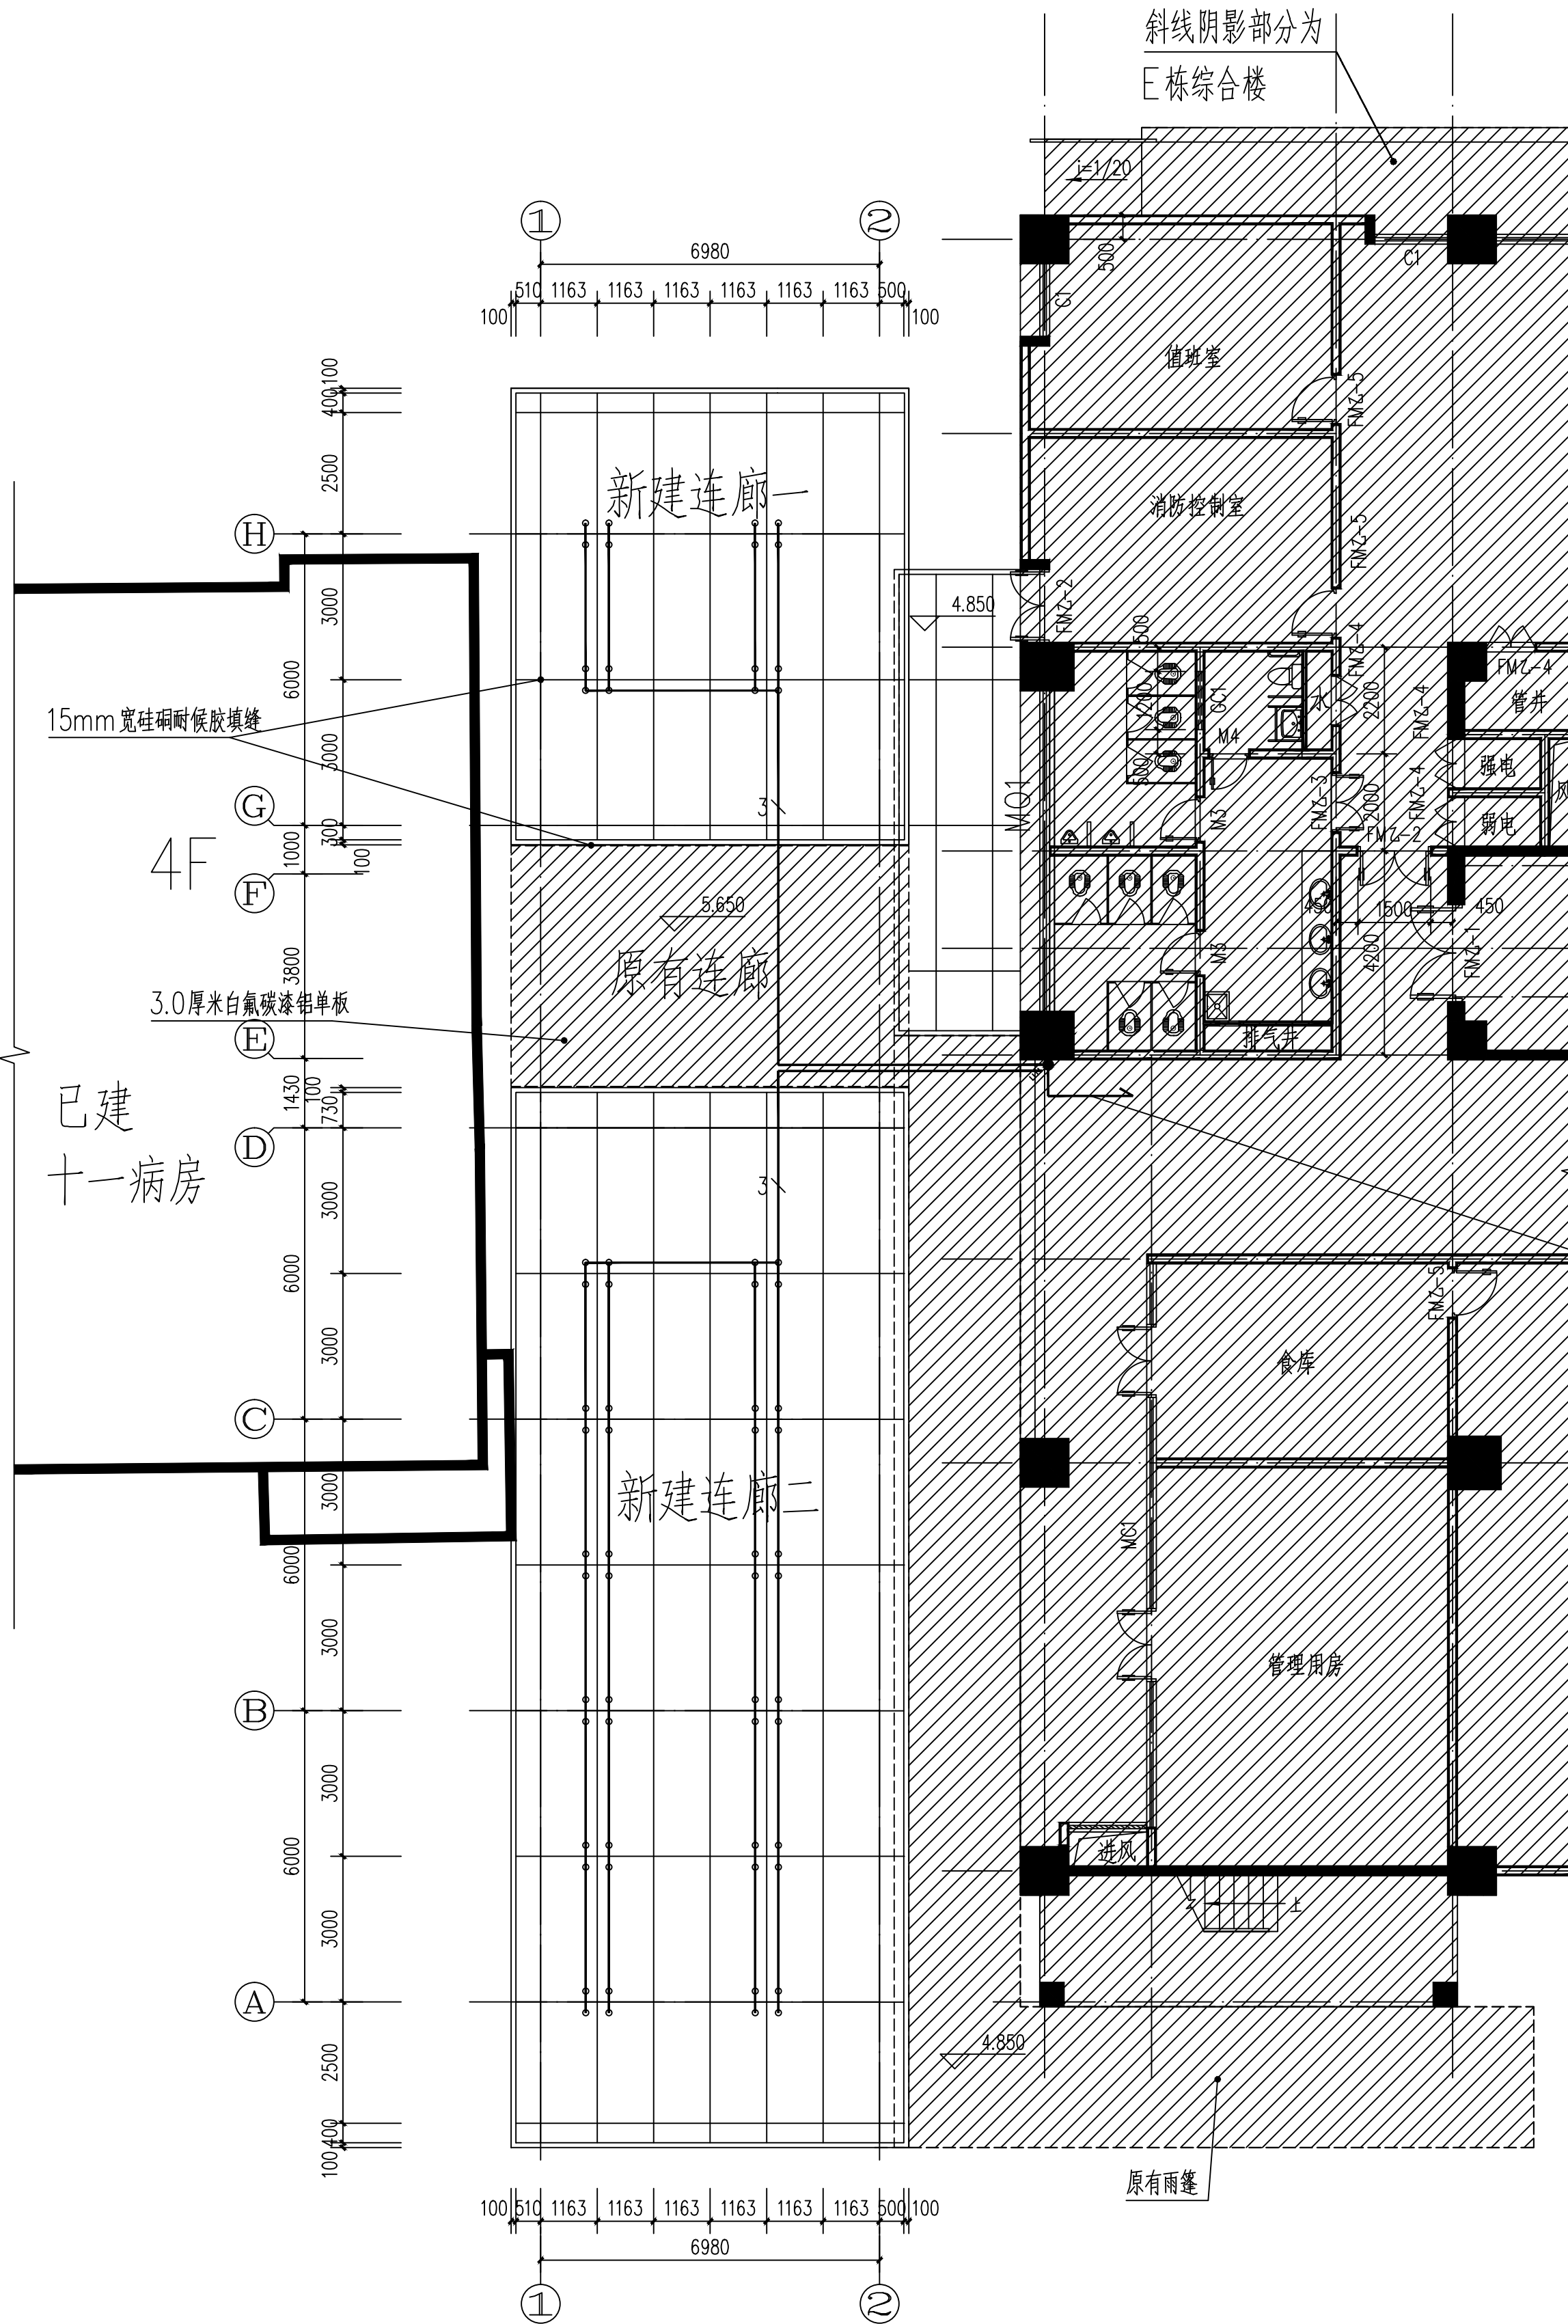 斜线阴影部分为
E栋综合楼
i=1/20
1
2
6980
510 1163 1163 1163 1163 1163 1163 500
100
100
500
C1
C1
值班室
FMZ-5
消防控制室
FMZ-5
新建连廊一
100
400
2500
H
3000
6000
3000
G
300
1000
100
F
3800
E
1430
100
730
D
3000
6000
3000
C
3000
6000
3000
B
3000
6000
3000
A
2500
400
100
15mm宽硅硐耐候胶填缝
4F
3.0厚米白氟碳漆铝单板
已建
十一病房
4.850
FMZ-2
500
1200
500
GC1
M4
水
FMZ-4
2200
FMZ-4
FMZ-4
管井
强电
弱电
风
M01
M3
FMZ-3
2000
FMZ-4
FMZ-2
3
5.650
原有连廊
450
1500
450
M3
4200
FMZ-1
排气井
3
FMZ-5
食库
新建连廊二
MC1
管理用房
进风
上
4.850
原有雨篷
100 510 1163 1163 1163 1163 1163 1163 500 100
6980
1
2